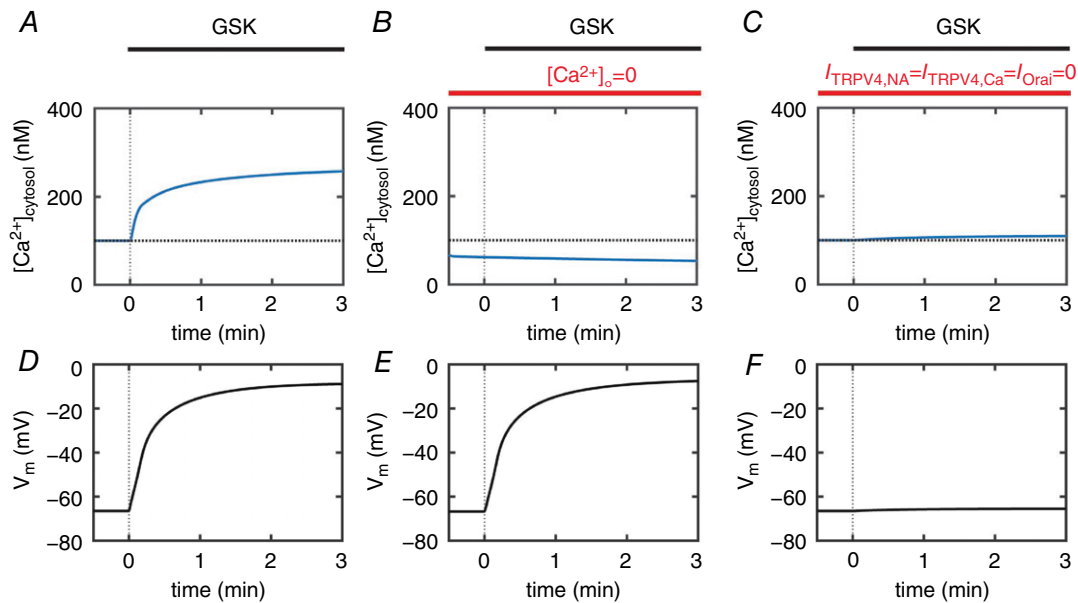 A
GSK
[Ca²⁺]cytosol (nM)
400
200
0
0
1
2
3
time (min)
B
GSK
[Ca²⁺]ₒ=0
[Ca²⁺]cytosol (nM)
400
200
0
0
1
2
3
time (min)
C
GSK
I_TRPV4,NA=I_TRPV4,Ca=I_Orai=0
[Ca²⁺]cytosol (nM)
400
200
0
0
1
2
3
time (min)
D
Vₘ (mV)
0
−20
−40
−60
−80
0
1
2
3
time (min)
E
Vₘ (mV)
0
−20
−40
−60
−80
0
1
2
3
time (min)
F
Vₘ (mV)
0
−20
−40
−60
−80
0
1
2
3
time (min)